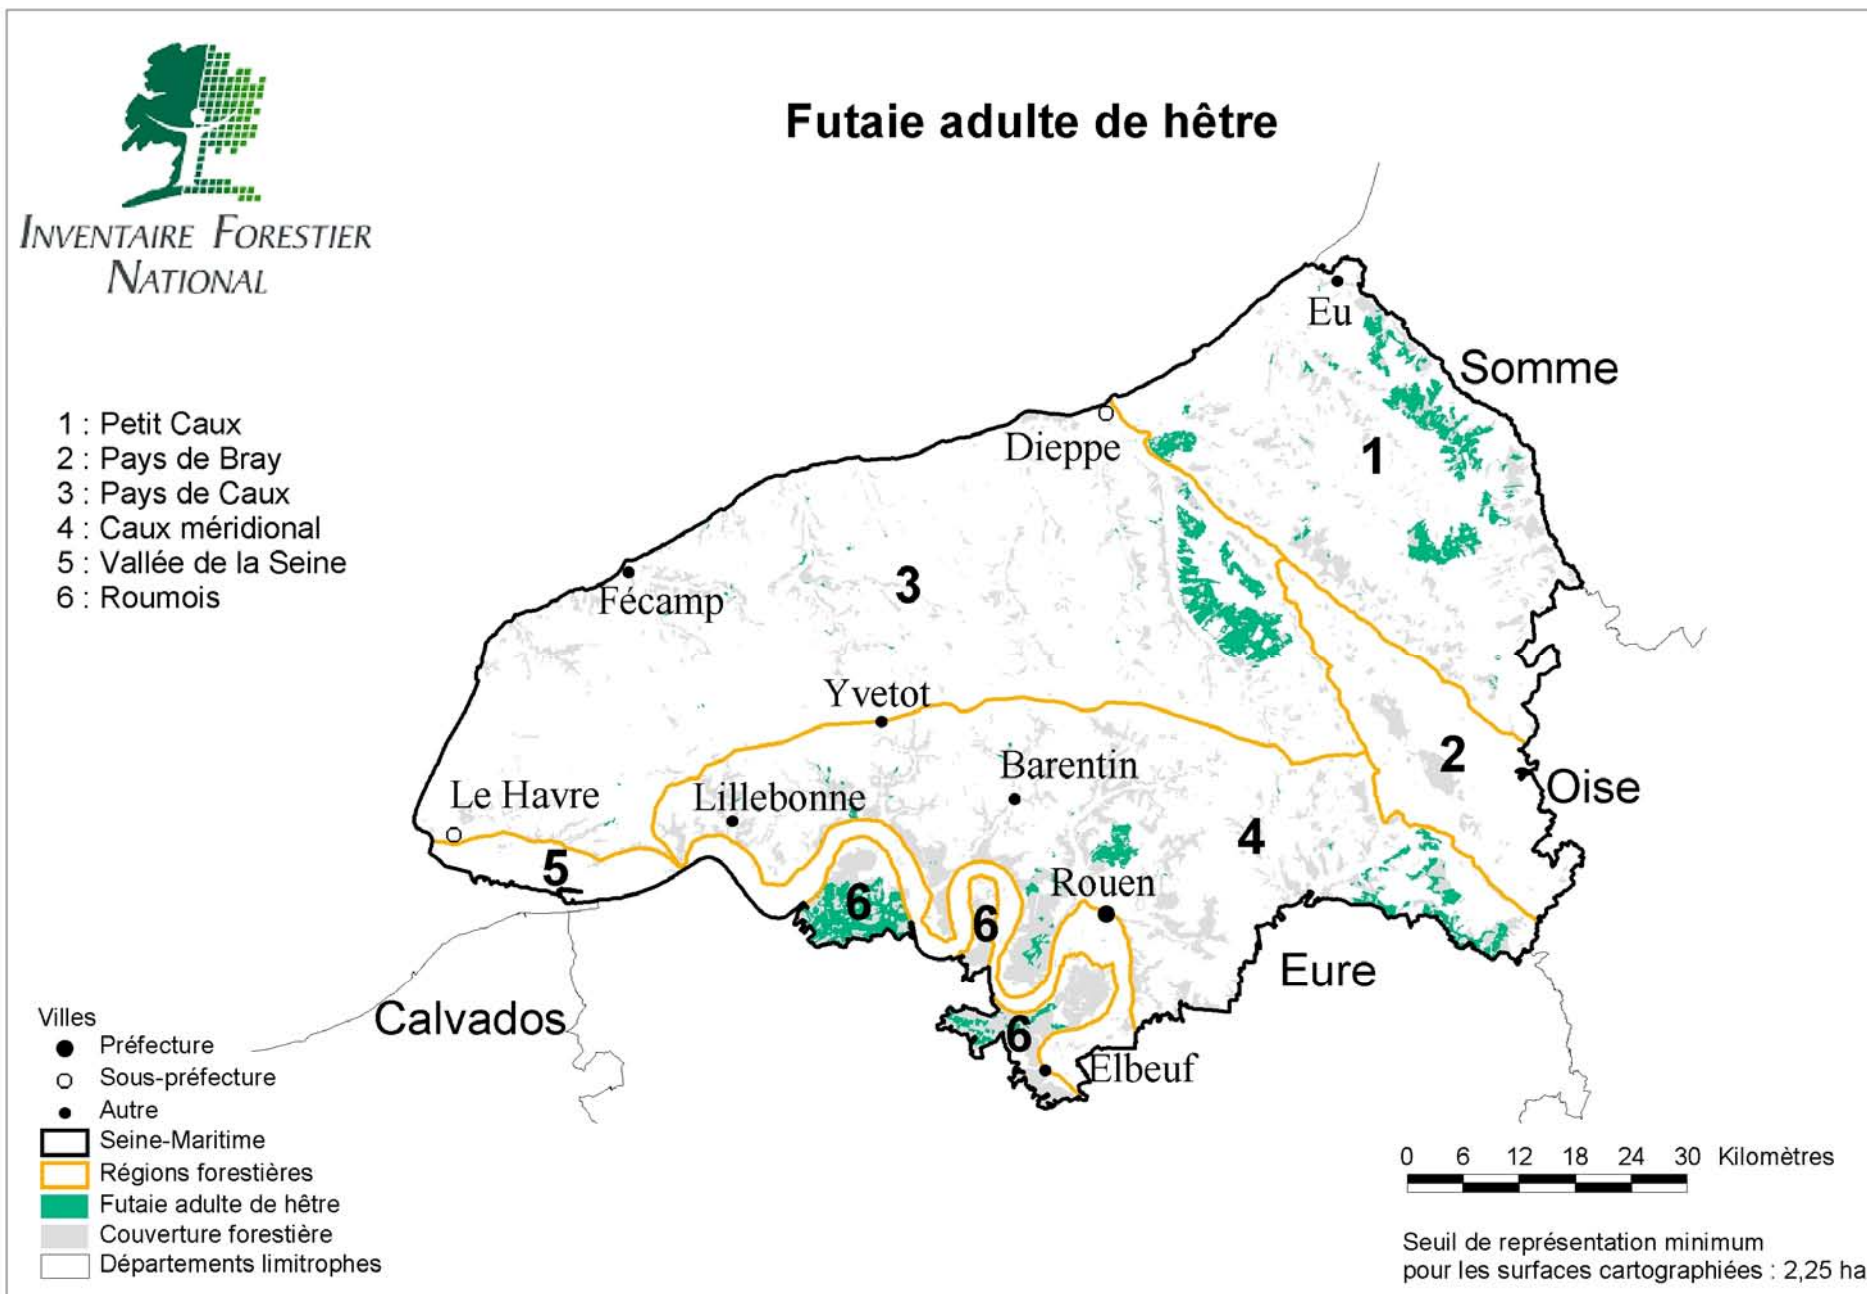 INVENTAIRE FORESTIER
NATIONAL
Futaie adulte de hêtre
1 : Petit Caux
2 : Pays de Bray
3 : Pays de Caux
4 : Caux méridional
5 : Vallée de la Seine
6 : Roumois
Eu
Somme
Dieppe
1
3
Fécamp
Yvetot
2
Barentin
Oise
Le Havre
Lillebonne
4
5
Rouen
6
6
Eure
Calvados
6
Elbeuf
Villes
Préfecture
Sous-préfecture
Autre
Seine-Maritime
Régions forestières
Futaie adulte de hêtre
Couverture forestière
Départements limitrophes
0 6 12 18 24 30 Kilomètres
Seuil de représentation minimum
pour les surfaces cartographiées : 2,25 ha